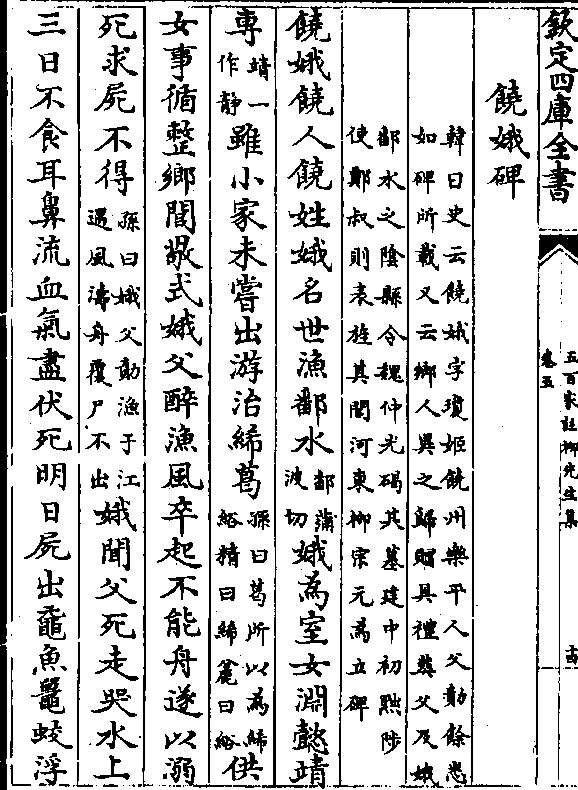 欽定四庫全書
五百家註柳先生集
卷五
十四
饒娥碑
韓曰史云饒娥字瓊姬饒州樂平人父勣餘悉
如碑所載又云鄉人異之歸賵具禮葬父及娥
鄱水之陰縣令魏仲光碣其墓建中初黜陟
使鄭叔則表旌其閭河東柳宗元為立碑
饒娥饒人饒姓娥名世漁鄱水鄱蒲波切娥為室女淵懿靖
專靖一作靜雖小家未嘗出游治絺葛孫曰葛所以為絺綌精曰絺麄曰綌供
女事循整鄉閭敬式娥父醉漁風卒起不能舟遂以溺
死求屍不得孫曰娥父勣漁于江遇風濤舟覆尸不出娥聞父死走哭水上
三日不食耳鼻流血氣盡伏死明日屍出黿魚鼉蛟浮